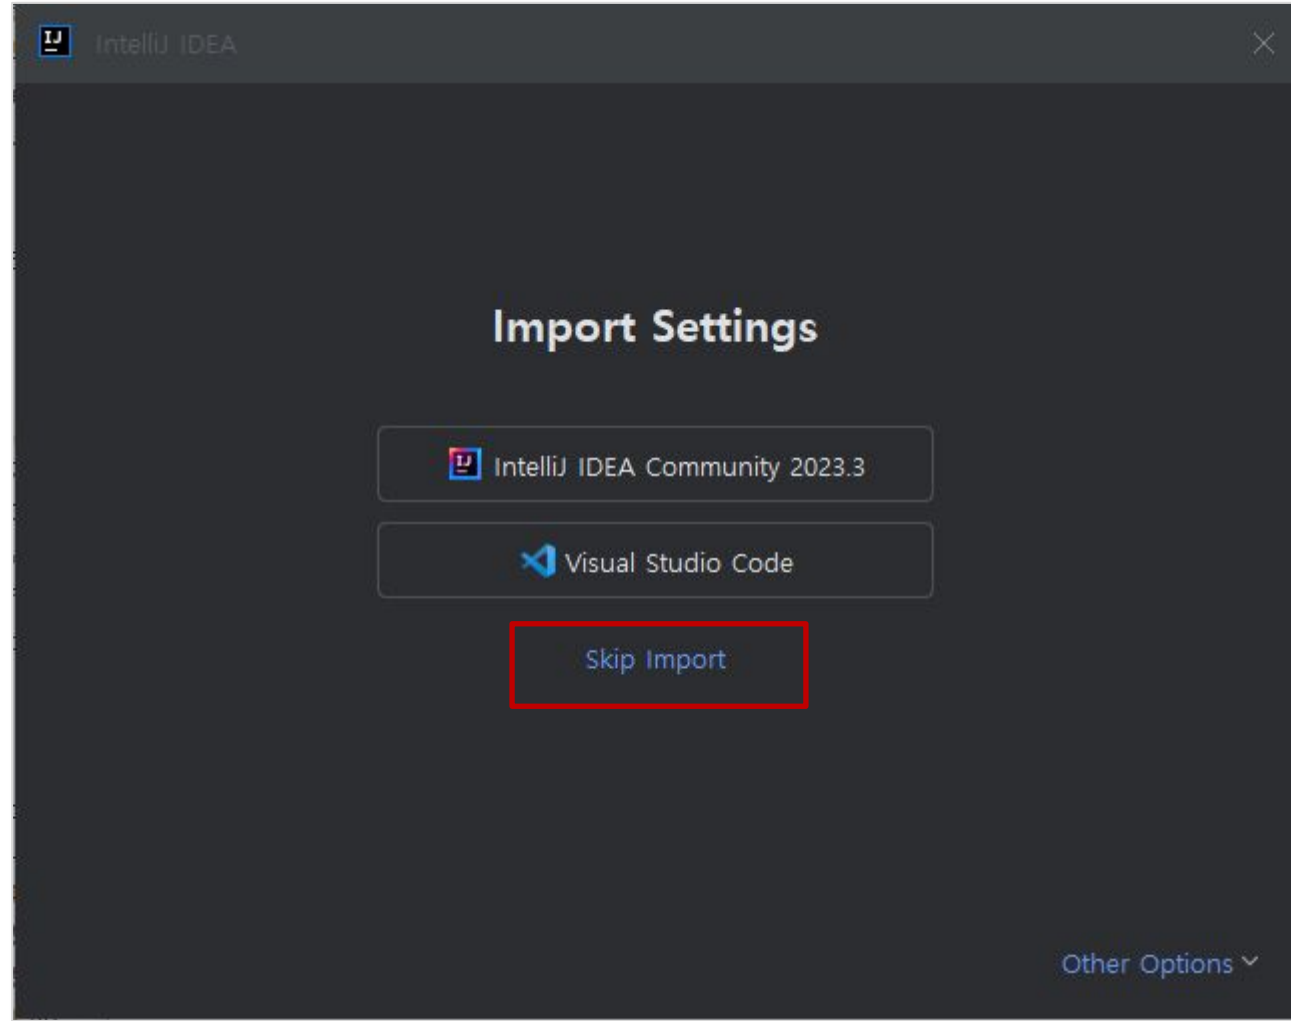 IntelliJ IDEA
Import Settings
IntelliJ IDEA Community 2023.3
Visual Studio Code
Skip Import
Other Options